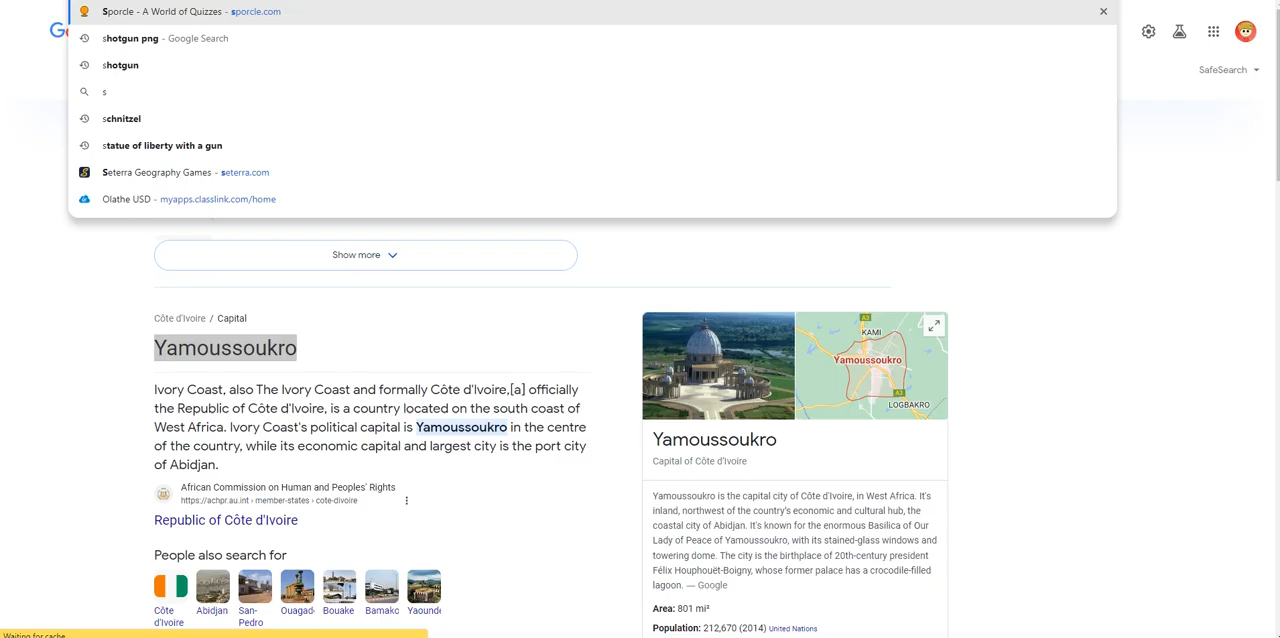 Sporcle - A World of Quizzes - sporcle.com
shotgun png - Google Search
shotgun
s
schnitzel
statue of liberty with a gun
Seterra Geography Games - seterra.com
Olathe USD - myapps.classlink.com/home
SafeSearch
Show more
Côte d'Ivoire / Capital
Yamoussoukro
Ivory Coast, also The Ivory Coast and formally Côte d'Ivoire,[a] officially
the Republic of Côte d'Ivoire, is a country located on the south coast of
West Africa. Ivory Coast's political capital is Yamoussoukro in the centre
of the country, while its economic capital and largest city is the port city
of Abidjan.
African Commission on Human and Peoples' Rights
https://achpr.au.int › member-states › cote-divoire
Republic of Côte d'Ivoire
People also search for
Côte d'Ivoire
Abidjan
San-Pedro
Ouagad
Bouake
Bamako
Yaounde
A3
KAMI
Yamoussoukro
A3
LOGBAKRO
Yamoussoukro
Capital of Côte d'Ivoire
Yamoussoukro is the capital city of Côte d'Ivoire, in West Africa. It's
inland, northwest of the country's economic and cultural hub, the
coastal city of Abidjan. It's known for the enormous Basilica of Our
Lady of Peace of Yamoussoukro, with its stained-glass windows and
towering dome. The city is the birthplace of 20th-century president
Félix Houphouët-Boigny, whose former palace has a crocodile-filled
lagoon. — Google
Area: 801 mi²
Population: 212,670 (2014) United Nations
Waiting for cache